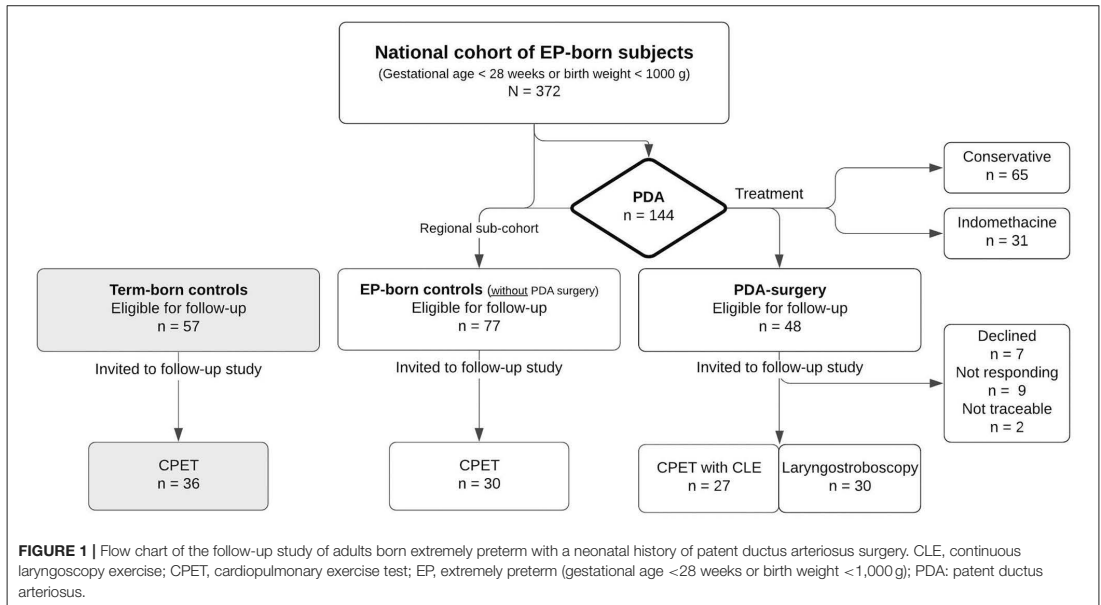 National cohort of EP-born subjects
(Gestational age < 28 weeks or birth weight < 1000 g)
N = 372
PDA
n = 144
Treatment
Conservative
n = 65
Indomethacine
n = 31
Regional sub-cohort
Term-born controls
Eligible for follow-up
n = 57
EP-born controls (without PDA surgery)
Eligible for follow-up
n = 77
PDA-surgery
Eligible for follow-up
n = 48
Invited to follow-up study
Invited to follow-up study
Invited to follow-up study
Declined
n = 7
Not responding
n = 9
Not traceable
n = 2
CPET
n = 36
CPET
n = 30
CPET with CLE
n = 27
Laryngostroboscopy
n = 30
FIGURE 1 | Flow chart of the follow-up study of adults born extremely preterm with a neonatal history of patent ductus arteriosus surgery. CLE, continuous
laryngoscopy exercise; CPET, cardiopulmonary exercise test; EP, extremely preterm (gestational age <28 weeks or birth weight <1,000 g); PDA: patent ductus
arteriosus.